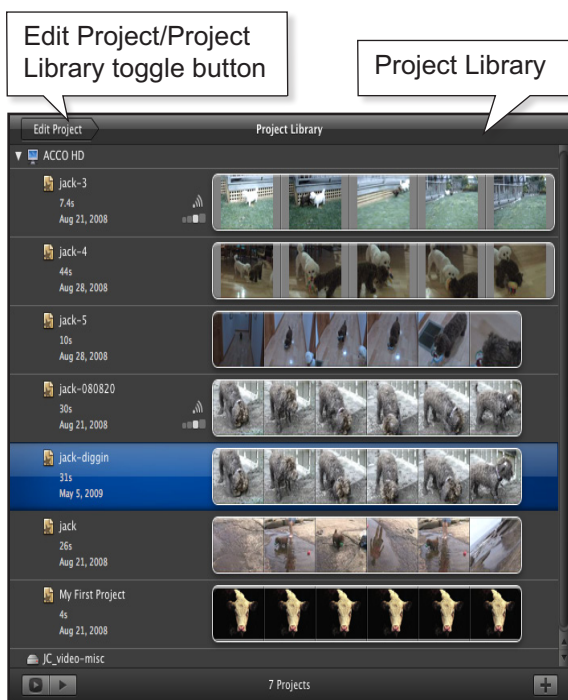 Edit Project/Project
Library toggle button
Project Library
Edit Project
Project Library
ACCO HD
jack-3
7.4s
Aug 21, 2008
jack-4
44s
Aug 28, 2008
jack-5
10s
Aug 28, 2008
jack-080820
30s
Aug 21, 2008
jack-diggin
31s
May 5, 2009
jack
26s
Aug 21, 2008
My First Project
4s
Aug 21, 2008
JC_video-misc
7 Projects